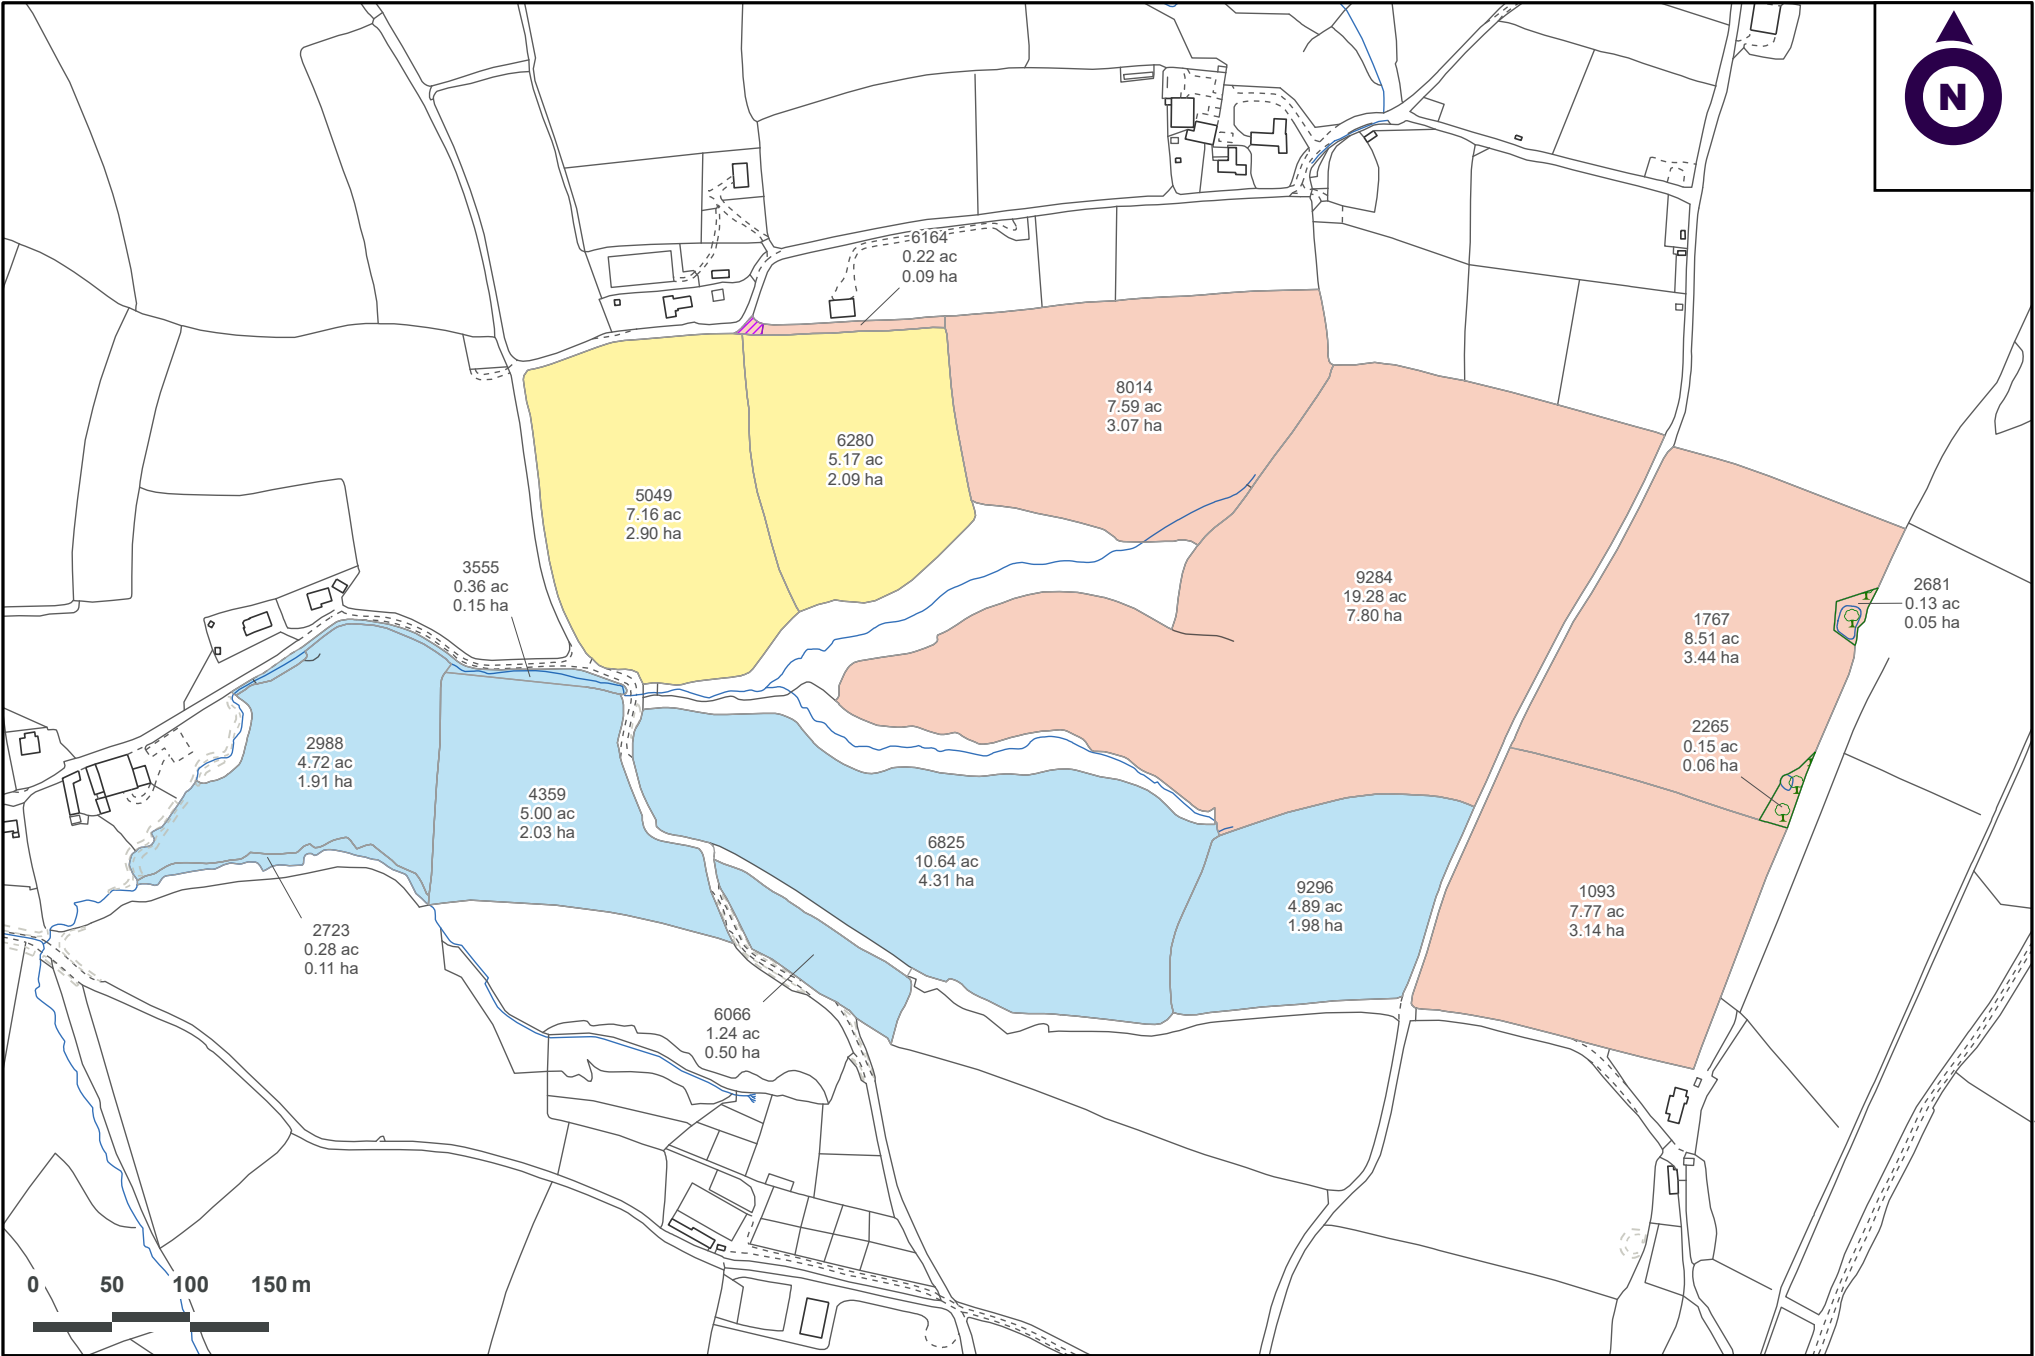 N
6164
0.22 ac
0.09 ha
8014
7.59 ac
3.07 ha
6280
5.17 ac
2.09 ha
5049
7.16 ac
2.90 ha
3555
0.36 ac
0.15 ha
9284
19.28 ac
7.80 ha
2681
0.13 ac
0.05 ha
1767
8.51 ac
3.44 ha
2265
0.15 ac
0.06 ha
2988
4.72 ac
1.91 ha
4359
5.00 ac
2.03 ha
6825
10.64 ac
4.31 ha
9296
4.89 ac
1.98 ha
1093
7.77 ac
3.14 ha
2723
0.28 ac
0.11 ha
6066
1.24 ac
0.50 ha
0 50 100 150 m